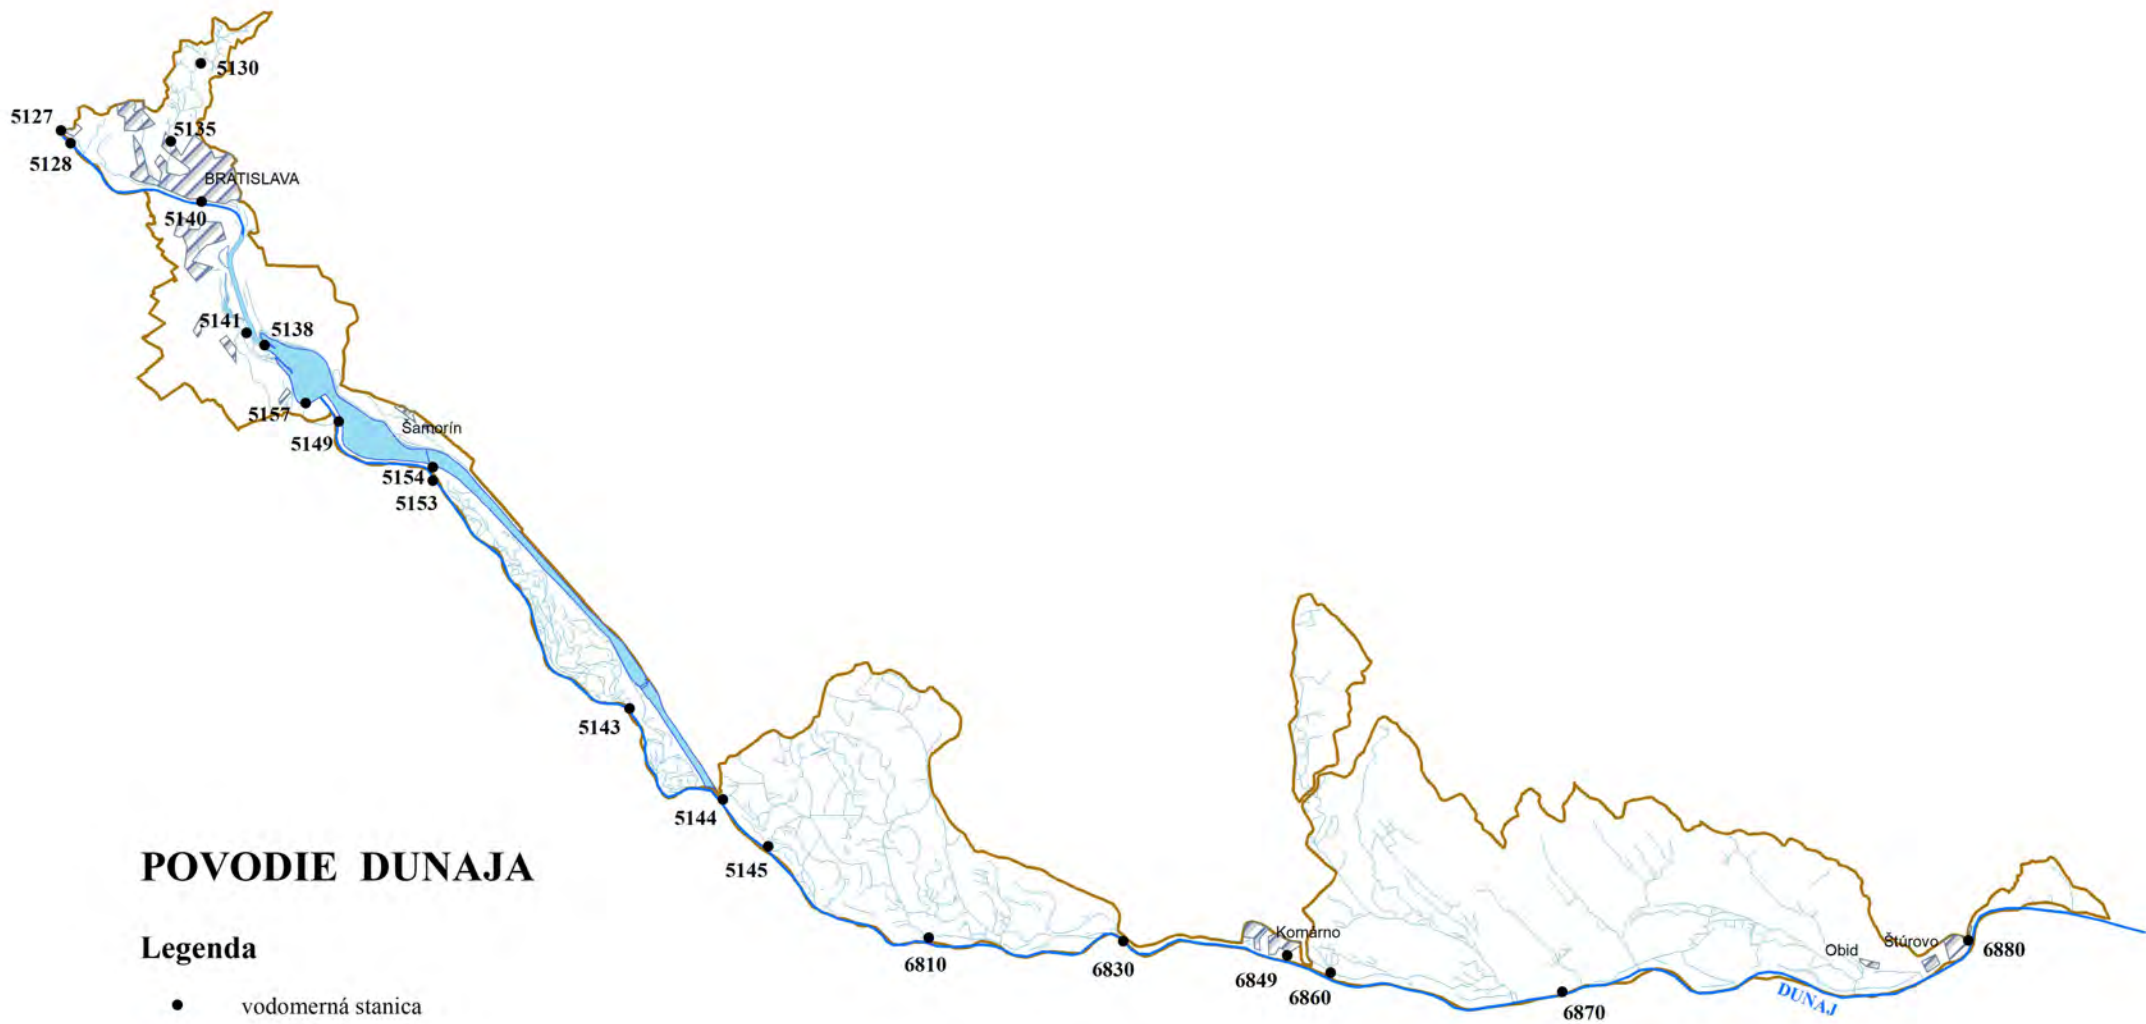 5130
5127
5135
5128
BRATISLAVA
5140
5141
5138
5157
Šamorín
5149
5154
5153
5143
5144
5145
POVODIE DUNAJA
Legenda
vodomerná stanica
6810
6830
Komárno
6849
6860
6870
Obid
Štúrovo
6880
DUNAJ